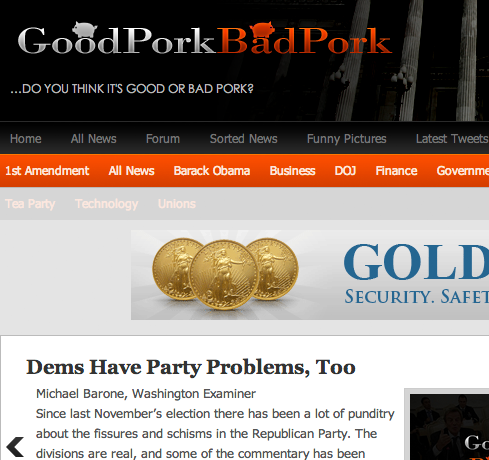 GoodPorkBadPork
...DO YOU THINK IT'S GOOD OR BAD PORK?
Home All News Forum Sorted News Funny Pictures Latest Tweets
1st Amendment All News Barack Obama Business DOJ Finance Governme
Tea Party Technology Unions
GOLD
SECURITY. SAFET
Dems Have Party Problems, Too
Michael Barone, Washington Examiner
Since last November's election there has been a lot of punditry
about the fissures and schisms in the Republican Party. The
divisions are real, and some of the commentary has been
Go
Bad